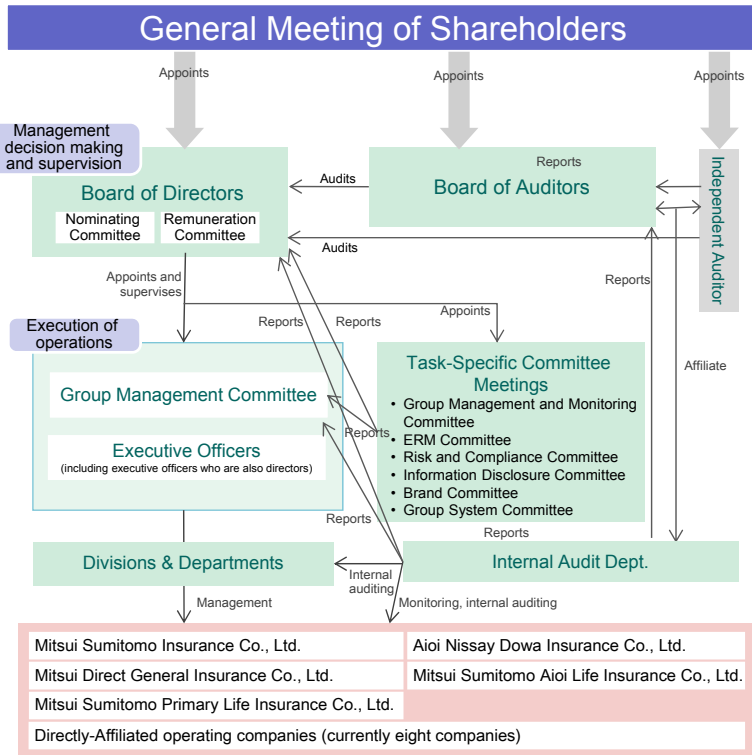 General Meeting of Shareholders
Appoints
Appoints
Appoints
Management
decision making
and supervision
Board of Directors
Nominating
Committee
Remuneration
Committee
Audits
Reports
Board of Auditors
Independent Auditor
Audits
Appoints and
supervises
Reports
Reports
Appoints
Reports
Execution of
operations
Affiliate
Group Management Committee
Executive Officers
(including executive officers who are also directors)
Reports
Task-Specific Committee
Meetings
• Group Management and Monitoring
Committee
• ERM Committee
• Risk and Compliance Committee
• Information Disclosure Committee
• Brand Committee
• Group System Committee
Reports
Reports
Divisions & Departments
Internal
auditing
Internal Audit Dept.
Management
Monitoring, internal auditing
Mitsui Sumitomo Insurance Co., Ltd.
Aioi Nissay Dowa Insurance Co., Ltd.
Mitsui Direct General Insurance Co., Ltd.
Mitsui Sumitomo Aioi Life Insurance Co., Ltd.
Mitsui Sumitomo Primary Life Insurance Co., Ltd.
Directly-Affiliated operating companies (currently eight companies)